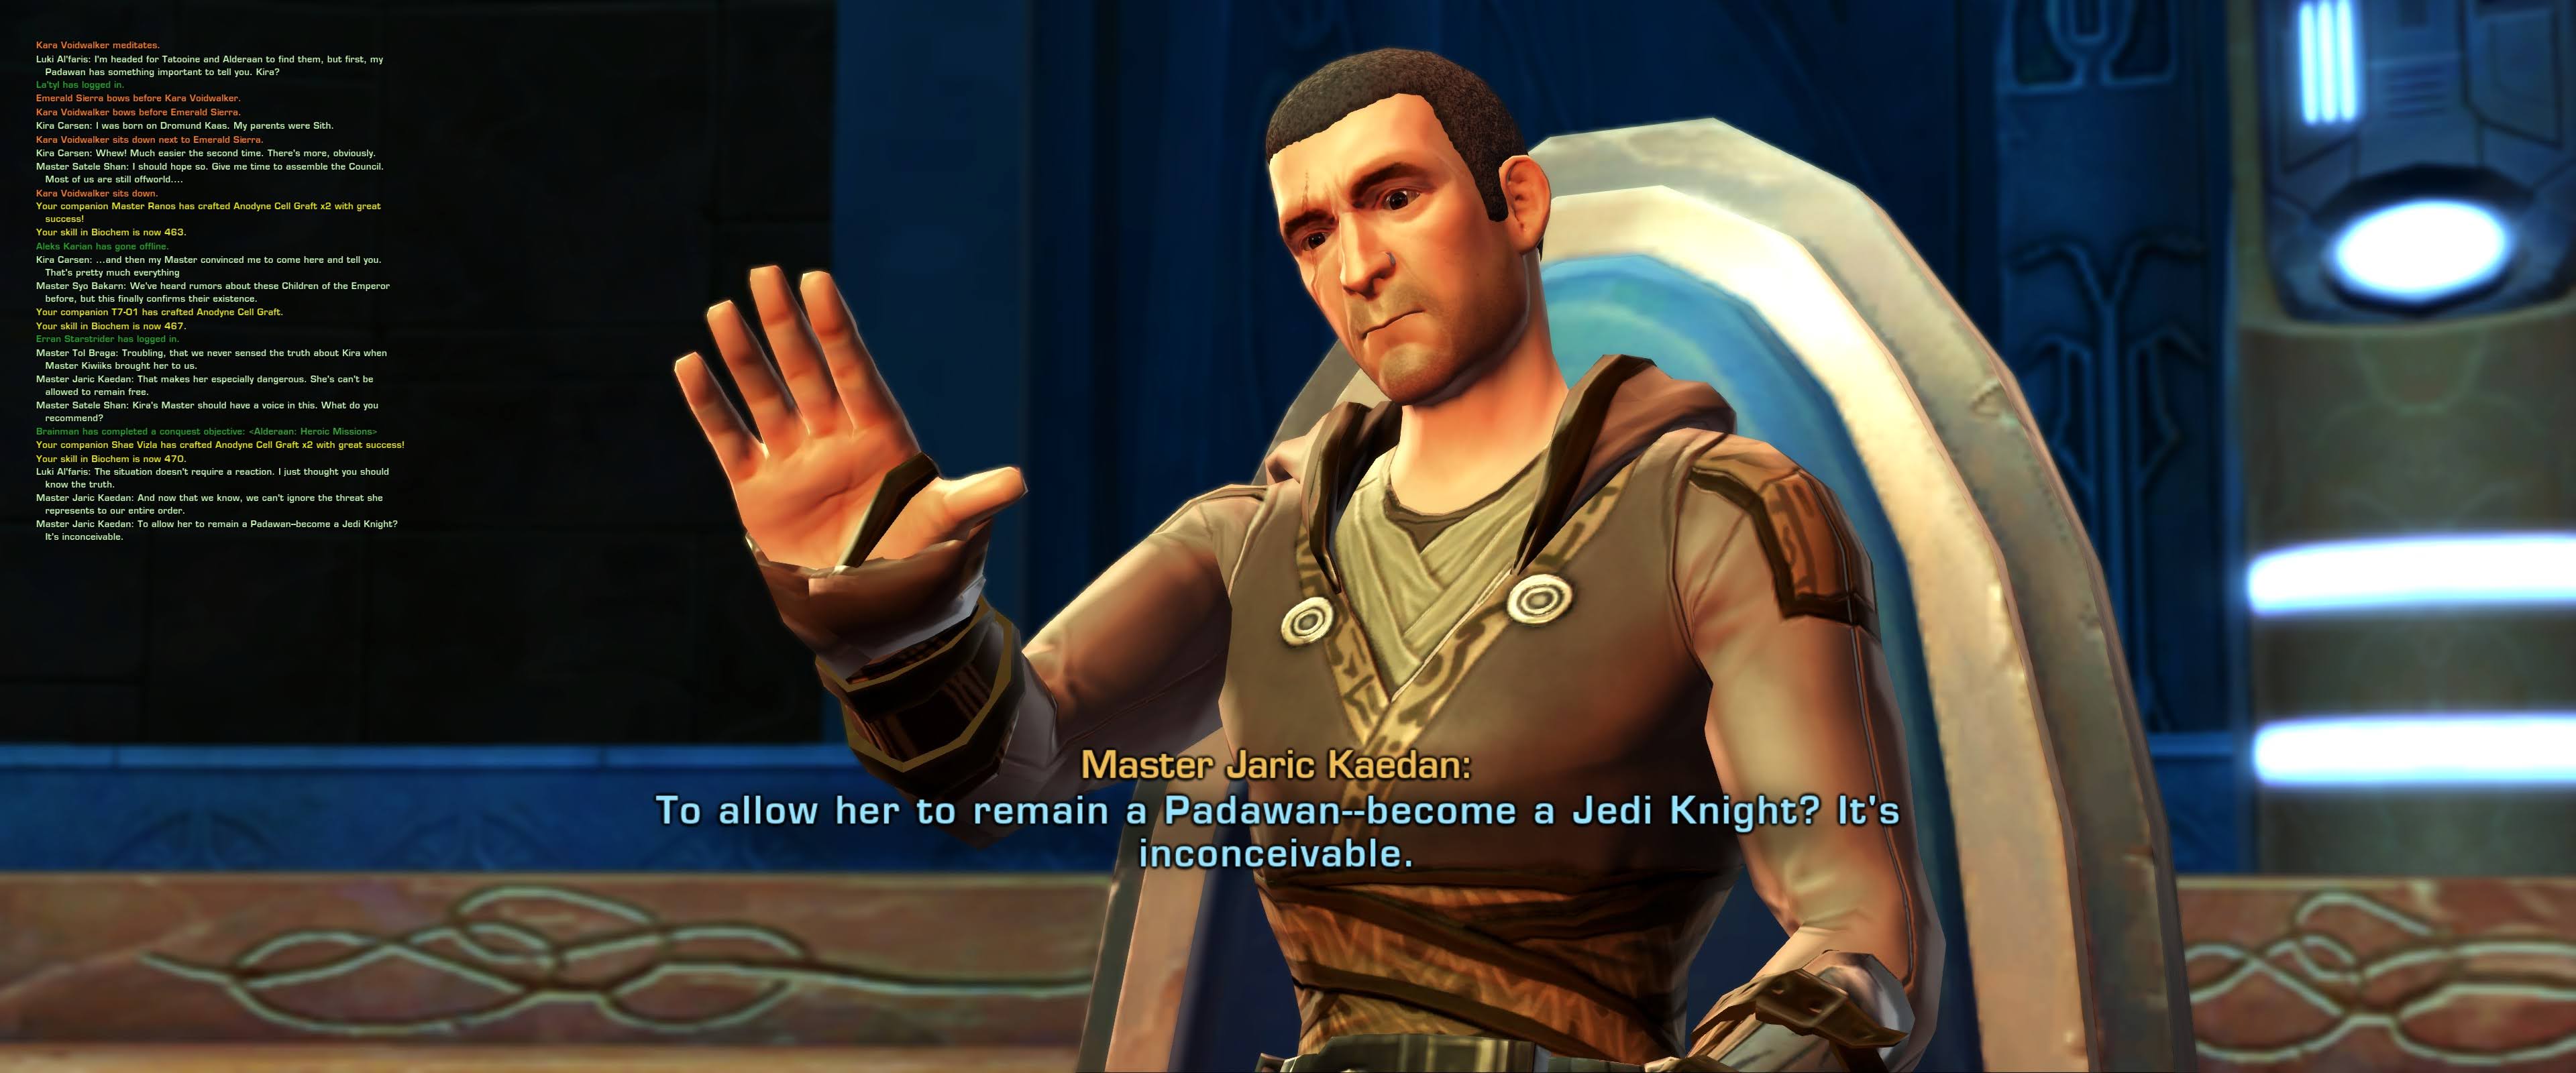 Kara Voidwalker meditates.
Luki Al'faris: I'm headed for Tatooine and Alderaan to find them, but first, my
Padawan has something important to tell you. Kira?
La'tyl has logged in.
Emerald Sierra bows before Kara Voidwalker.
Kara Voidwalker bows before Emerald Sierra.
Kira Carsen: I was born on Dromund Kaas. My parents were Sith.
Kara Voidwalker sits down next to Emerald Sierra.
Kira Carsen: Whew! Much easier the second time. There's more, obviously.
Master Satele Shan: I should hope so. Give me time to assemble the Council.
Most of us are still offworld....
Kara Voidwalker sits down.
Your companion Master Ranos has crafted Anodyne Cell Graft x2 with great
success!
Your skill in Biochem is now 463.
Aleks Karian has gone offline.
Kira Carsen: ...and then my Master convinced me to come here and tell you.
That's pretty much everything
Master Syo Bakarn: We've heard rumors about these Children of the Emperor
before, but this finally confirms their existence.
Your companion T7-O1 has crafted Anodyne Cell Graft.
Your skill in Biochem is now 467.
Erran Starstrider has logged in.
Master Tol Braga: Troubling, that we never sensed the truth about Kira when
Master Kiwiiks brought her to us.
Master Jaric Kaedan: That makes her especially dangerous. She's can't be
allowed to remain free.
Master Satele Shan: Kira's Master should have a voice in this. What do you
recommend?
Brainman has completed a conquest objective: <Alderaan: Heroic Missions>
Your companion Shae Vizla has crafted Anodyne Cell Graft x2 with great success!
Your skill in Biochem is now 470.
Luki Al'faris: The situation doesn't require a reaction. I just thought you should
know the truth.
Master Jaric Kaedan: And now that we know, we can't ignore the threat she
represents to our entire order.
Master Jaric Kaedan: To allow her to remain a Padawan--become a Jedi Knight?
It's inconceivable.
Master Jaric Kaedan:
To allow her to remain a Padawan--become a Jedi Knight? It's
inconceivable.